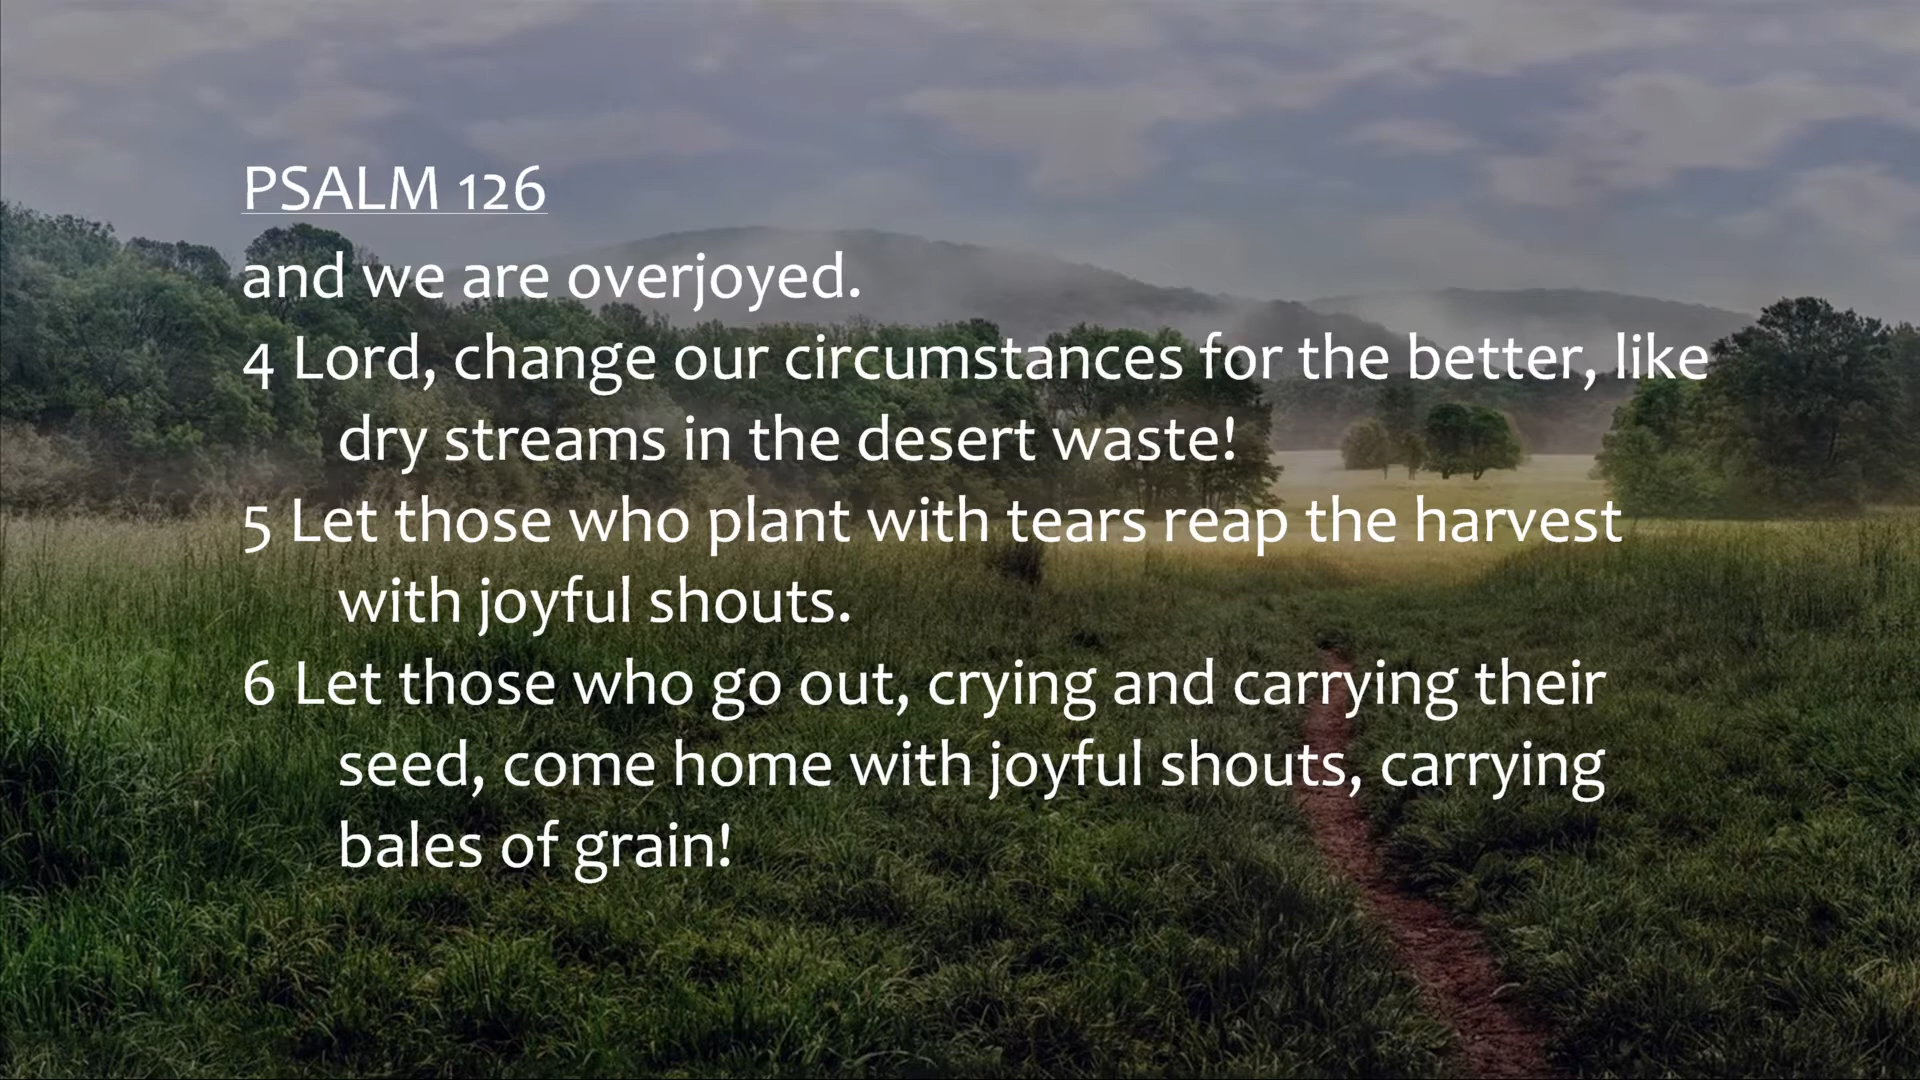 PSALM 126
and we are overjoyed.
4 Lord, change our circumstances for the better, like
dry streams in the desert waste!
5 Let those who plant with tears reap the harvest
with joyful shouts.
6 Let those who go out, crying and carrying their
seed, come home with joyful shouts, carrying
bales of grain!